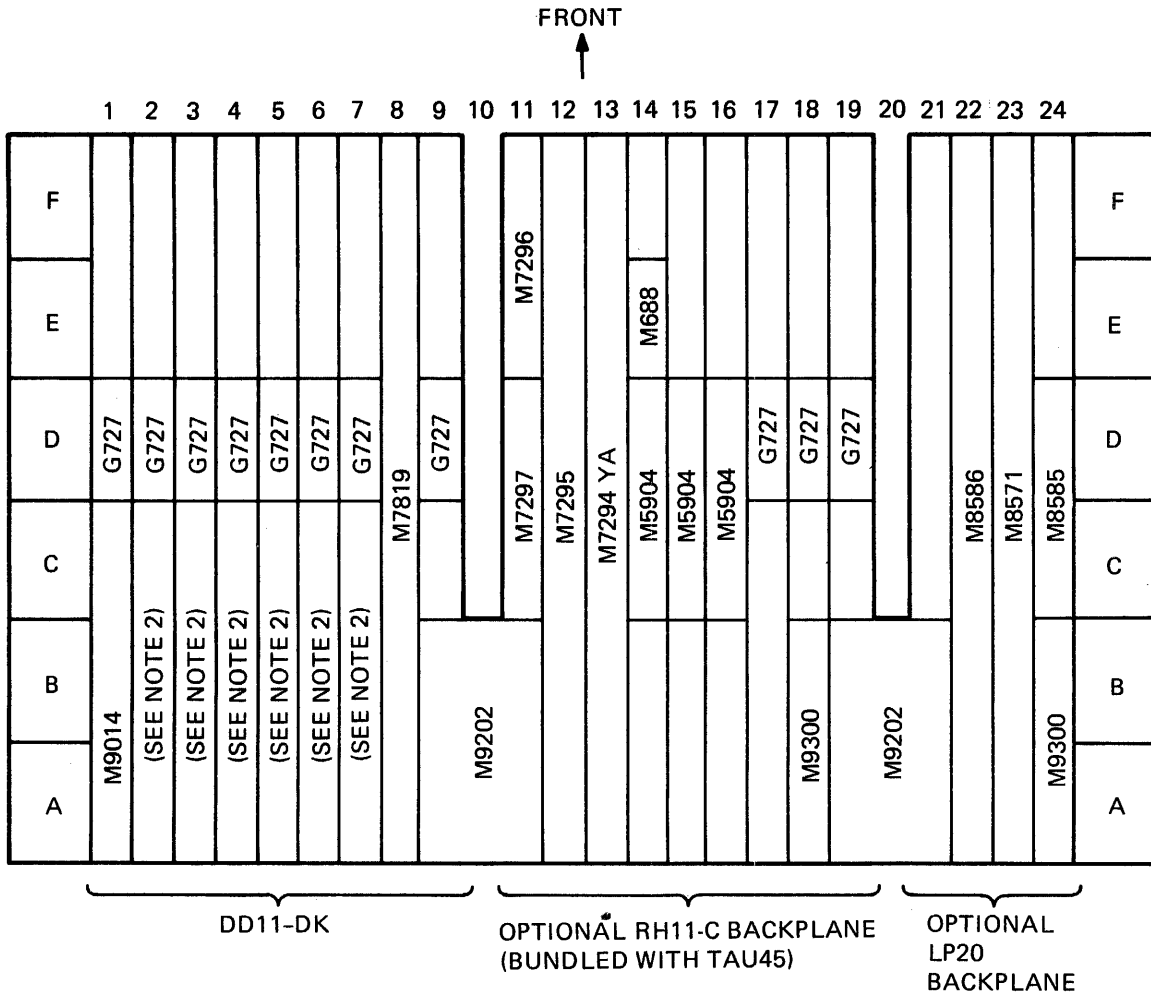 FRONT
1 2 3 4 5 6 7 8 9 10 11 12 13 14 15 16 17 18 19 20 21 22 23 24
F F
M7296
E M688 E
D G727 G727 G727 G727 G727 G727 G727 G727 G727 G727 G727 D
M7819 M7297 M7295 M7294 YA M5904 M5904 M5904 M8586 M8571 M8585
C C
B (SEE NOTE 2) (SEE NOTE 2) (SEE NOTE 2) (SEE NOTE 2) (SEE NOTE 2) (SEE NOTE 2) B
M9014 M9202 M9300 M9202 M9300
A A
DD11-DK
OPTIONAL RH11-C BACKPLANE
(BUNDLED WITH TAU45)
OPTIONAL
LP20
BACKPLANE